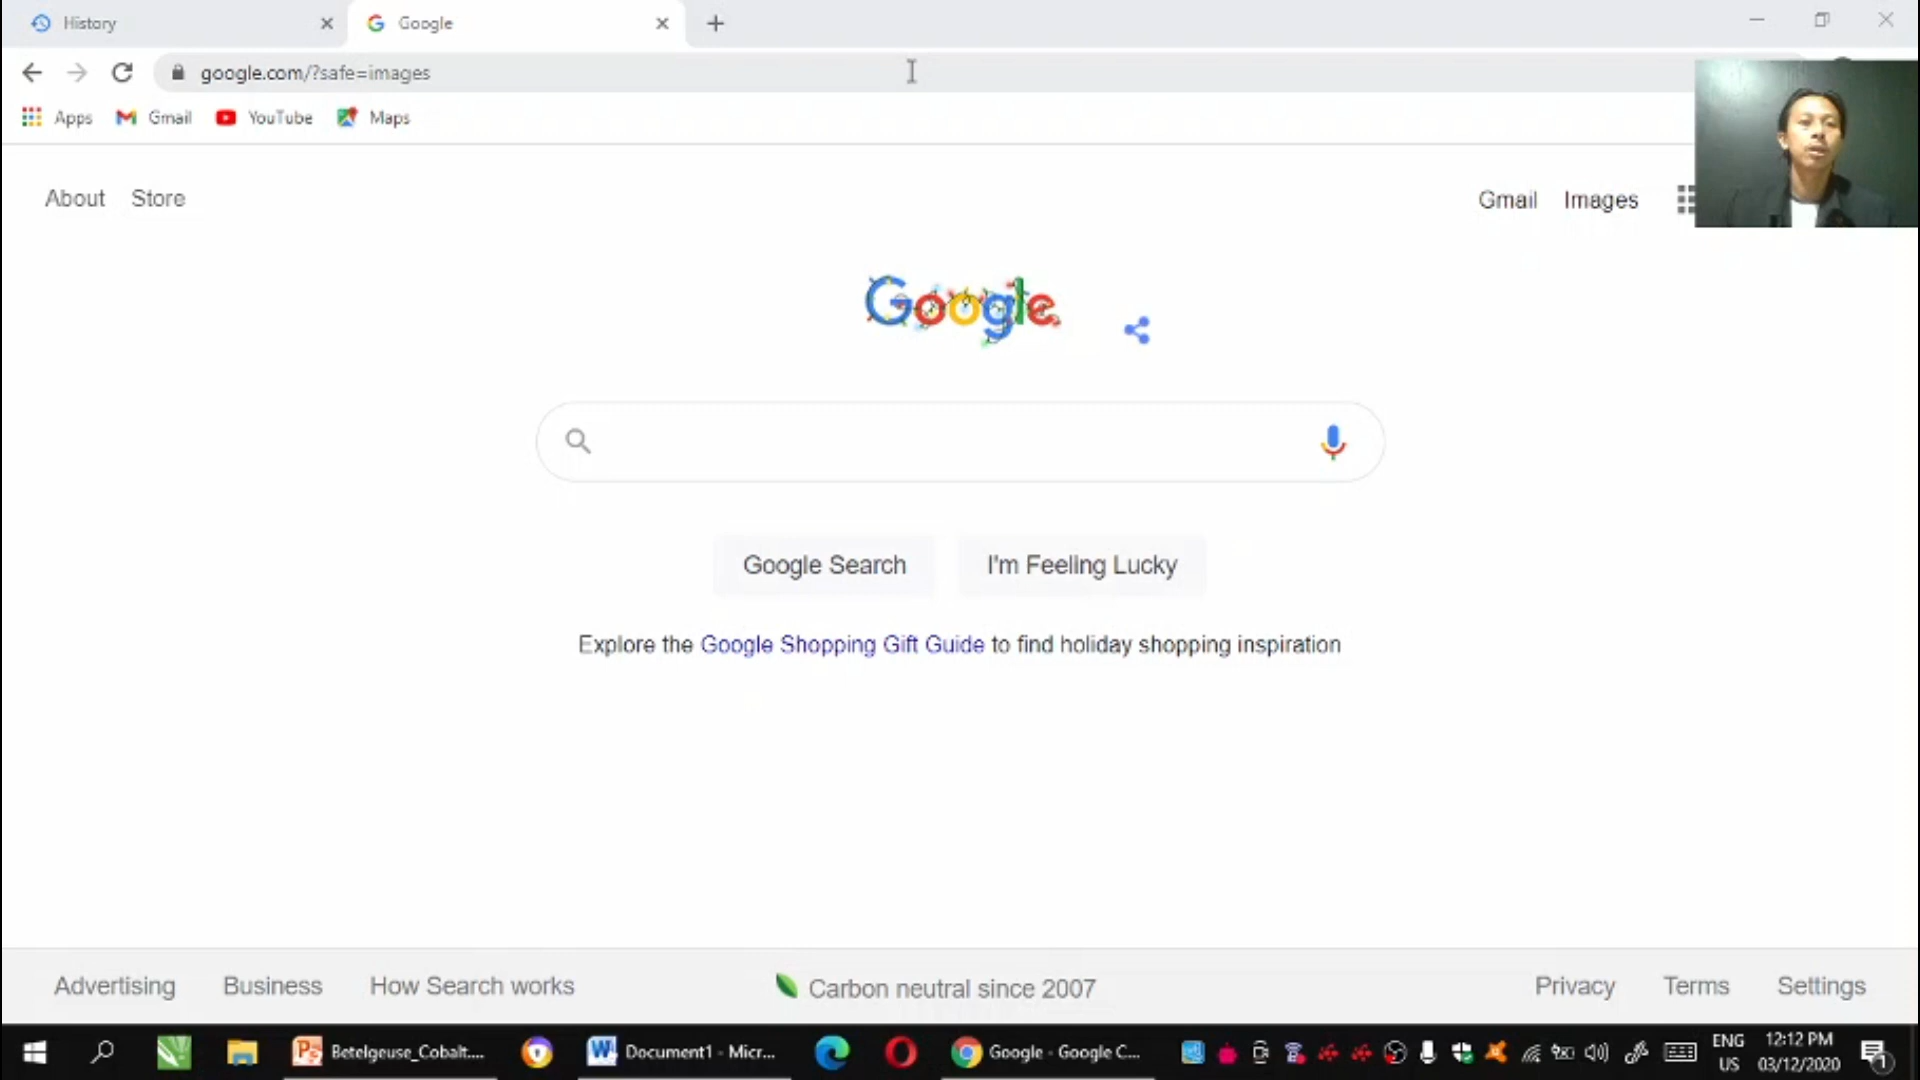 History
Google
google.com/?safe=images
Apps
Gmail
YouTube
Maps
About
Store
Gmail
Images
Google
Google Search
I'm Feeling Lucky
Explore the Google Shopping Gift Guide to find holiday shopping inspiration
Advertising
Business
How Search works
Carbon neutral since 2007
Privacy
Terms
Settings
Betelgeuse_Cobalt....
Document1 - Micr...
Google - Google C...
ENG
US
12:12 PM
03/12/2020
1